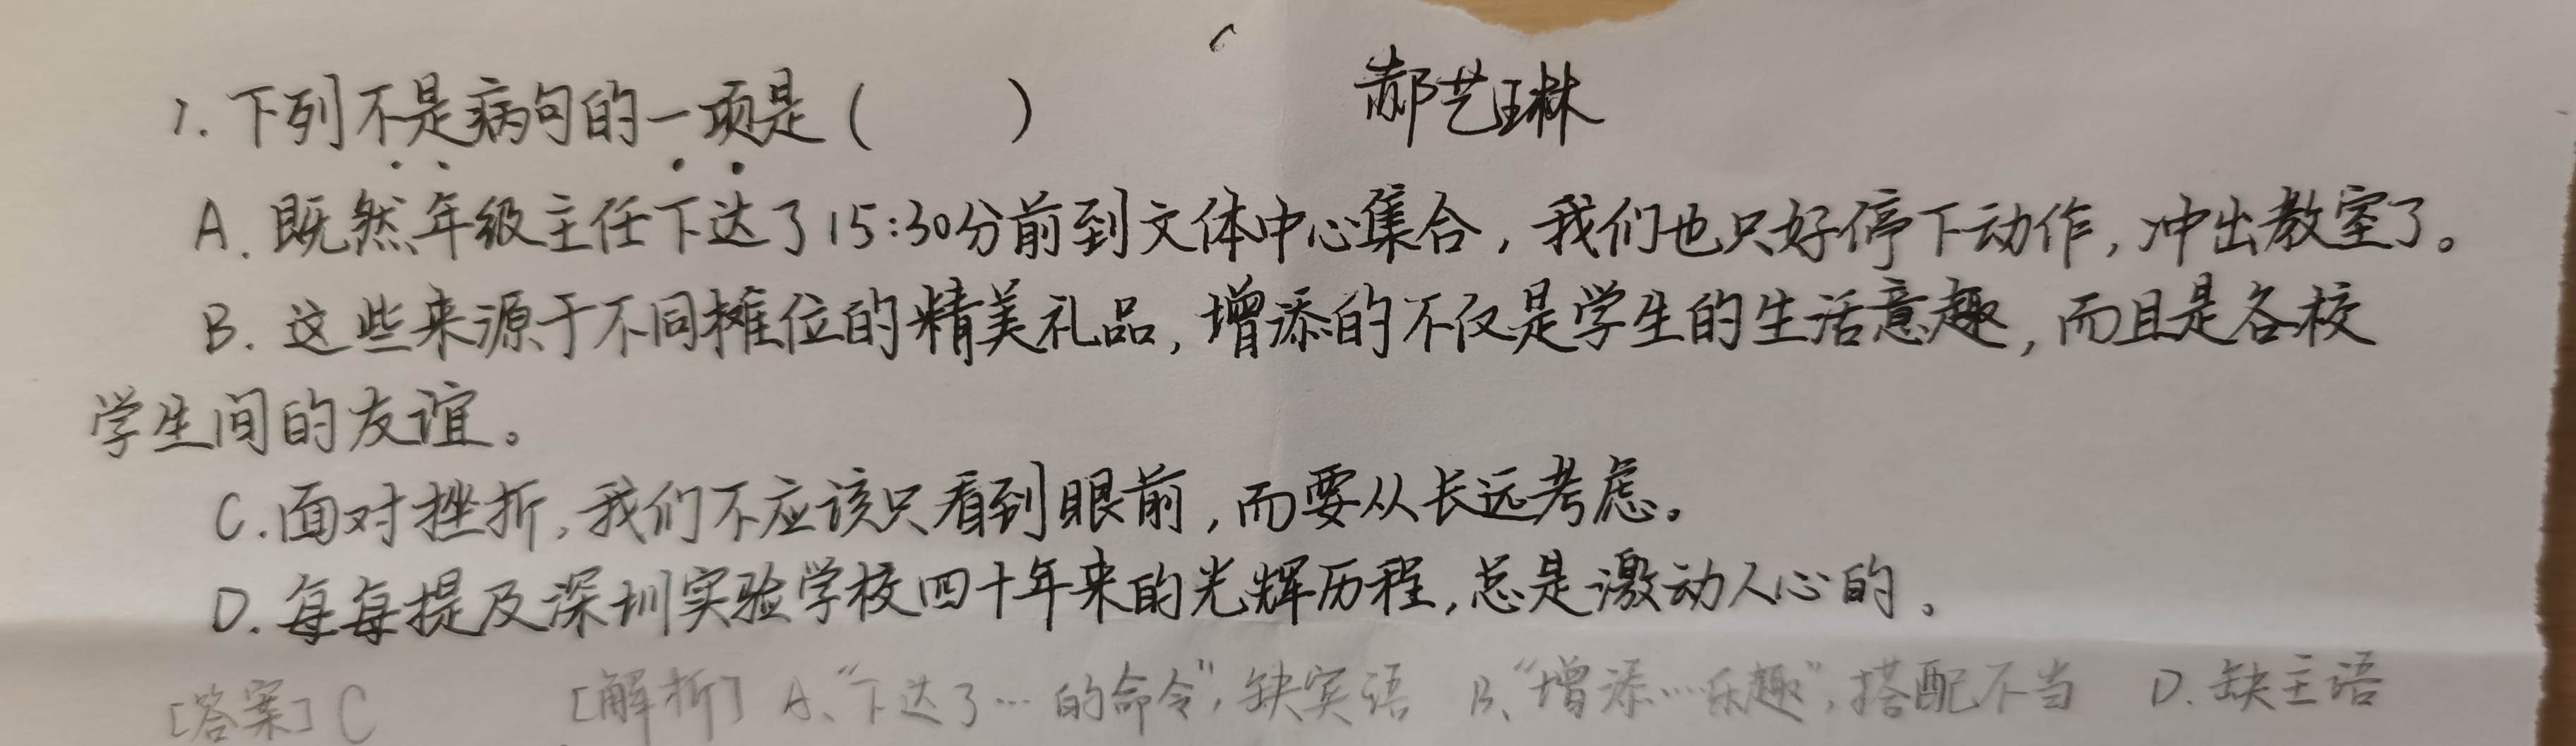 1. 下列不是病句的一项是（ ） 郝艺琳
A. 既然年级主任下达了15:30分前到文体中心集合，我们也只好停下动作，冲出教室了。
B. 这些来源于不同摊位的精美礼品，增添的不仅是学生的生活意趣，而且是各校
学生间的友谊。
C. 面对挫折，我们不应该只看到眼前，而要从长远考虑。
D. 每每提及深圳实验学校四十年来的光辉历程，总是激动人心的。
[答案] C [解析] A、“下达了…的命令”，缺宾语 B、“增添…乐趣”，搭配不当 D. 缺主语